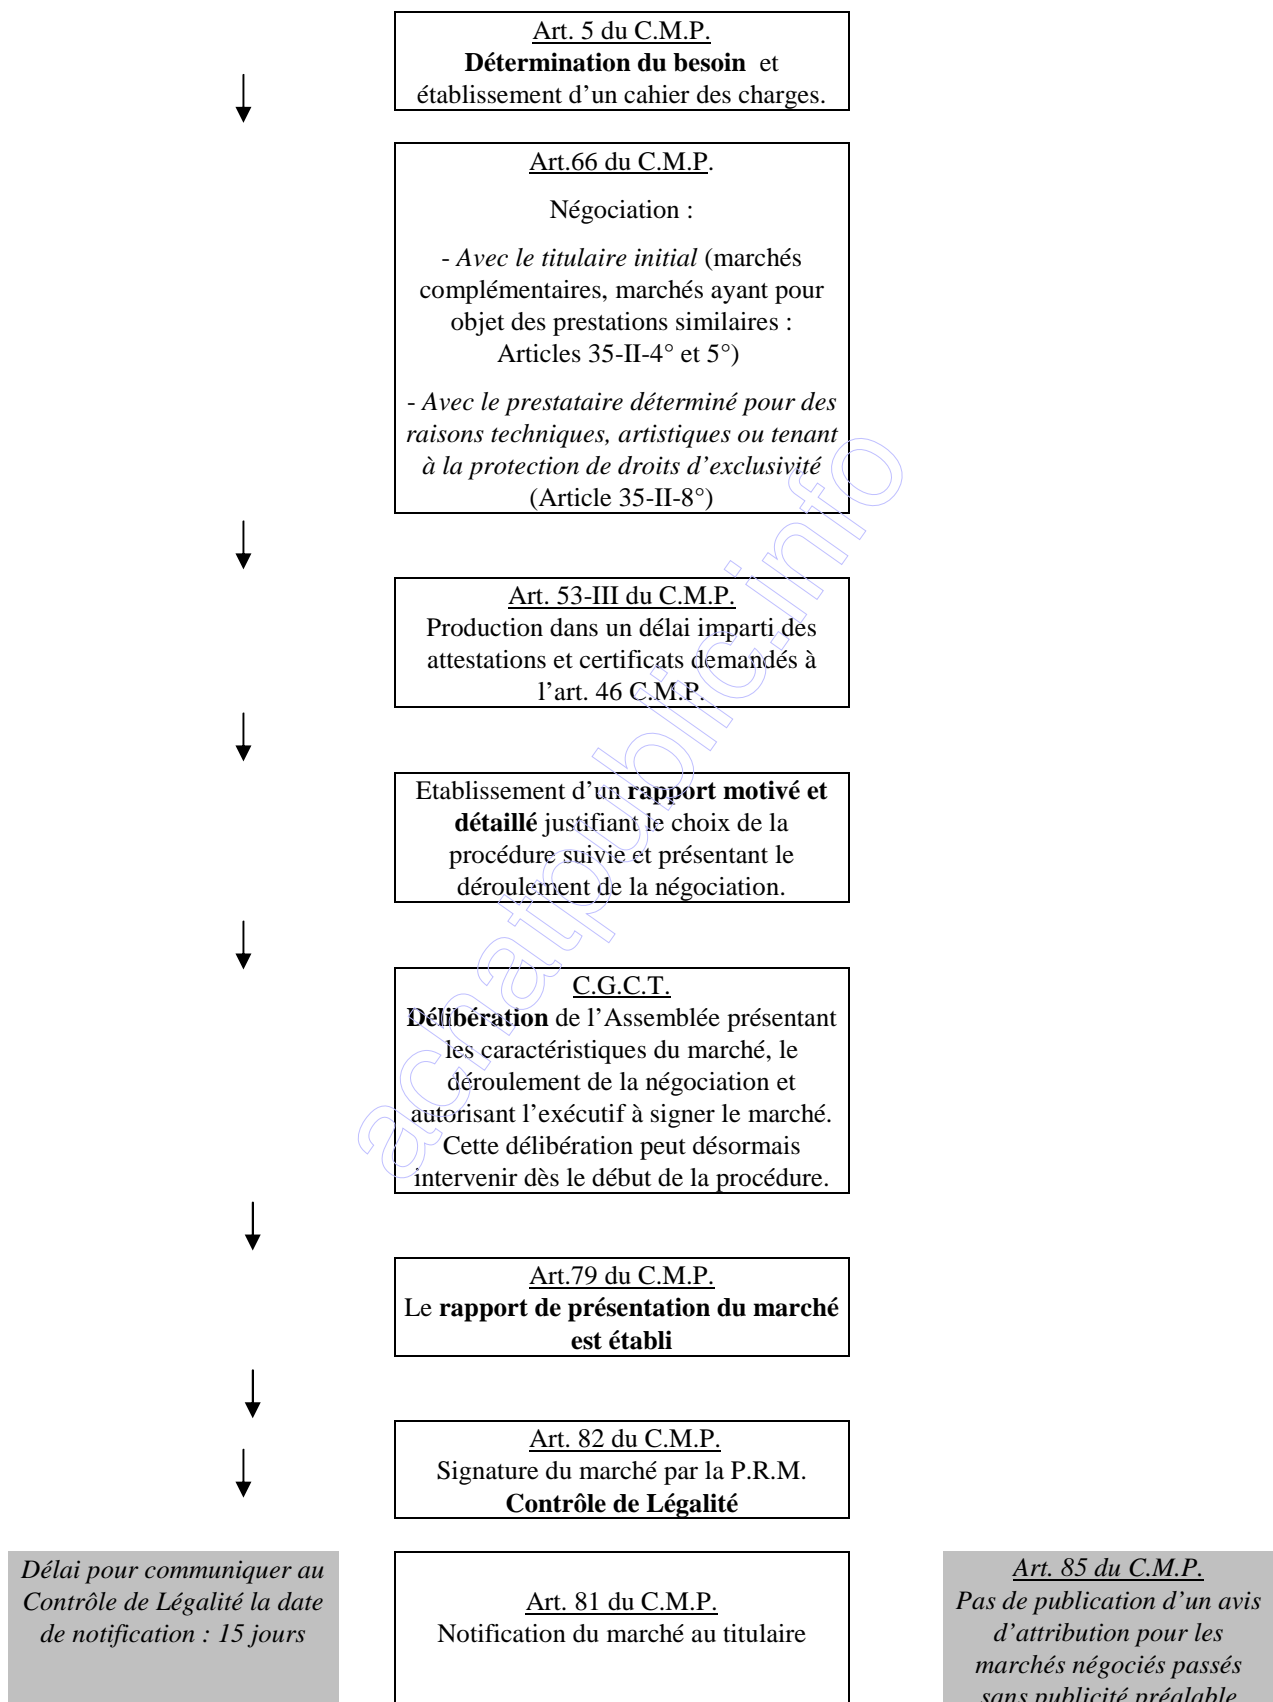 Art. 5 du C.M.P.
Détermination du besoin et
établissement d’un cahier des charges.
Art.66 du C.M.P.
Négociation :
- Avec le titulaire initial (marchés
complémentaires, marchés ayant pour
objet des prestations similaires :
Articles 35-II-4° et 5°)
- Avec le prestataire déterminé pour des
raisons techniques, artistiques ou tenant
à la protection de droits d’exclusivité
(Article 35-II-8°)
Art. 53-III du C.M.P.
Production dans un délai imparti des
attestations et certificats demandés à
l’art. 46 C.M.P.
Etablissement d’un rapport motivé et
détaillé justifiant le choix de la
procédure suivie et présentant le
déroulement de la négociation.
C.G.C.T.
Délibération de l’Assemblée présentant
les caractéristiques du marché, le
déroulement de la négociation et
autorisant l’exécutif à signer le marché.
Cette délibération peut désormais
intervenir dès le début de la procédure.
Art.79 du C.M.P.
Le rapport de présentation du marché
est établi
Art. 82 du C.M.P.
Signature du marché par la P.R.M.
Contrôle de Légalité
Délai pour communiquer au
Contrôle de Légalité la date
de notification : 15 jours
Art. 81 du C.M.P.
Notification du marché au titulaire
Art. 85 du C.M.P.
Pas de publication d’un avis
d’attribution pour les
marchés négociés passés
sans publicité préalable
achatpublic.info